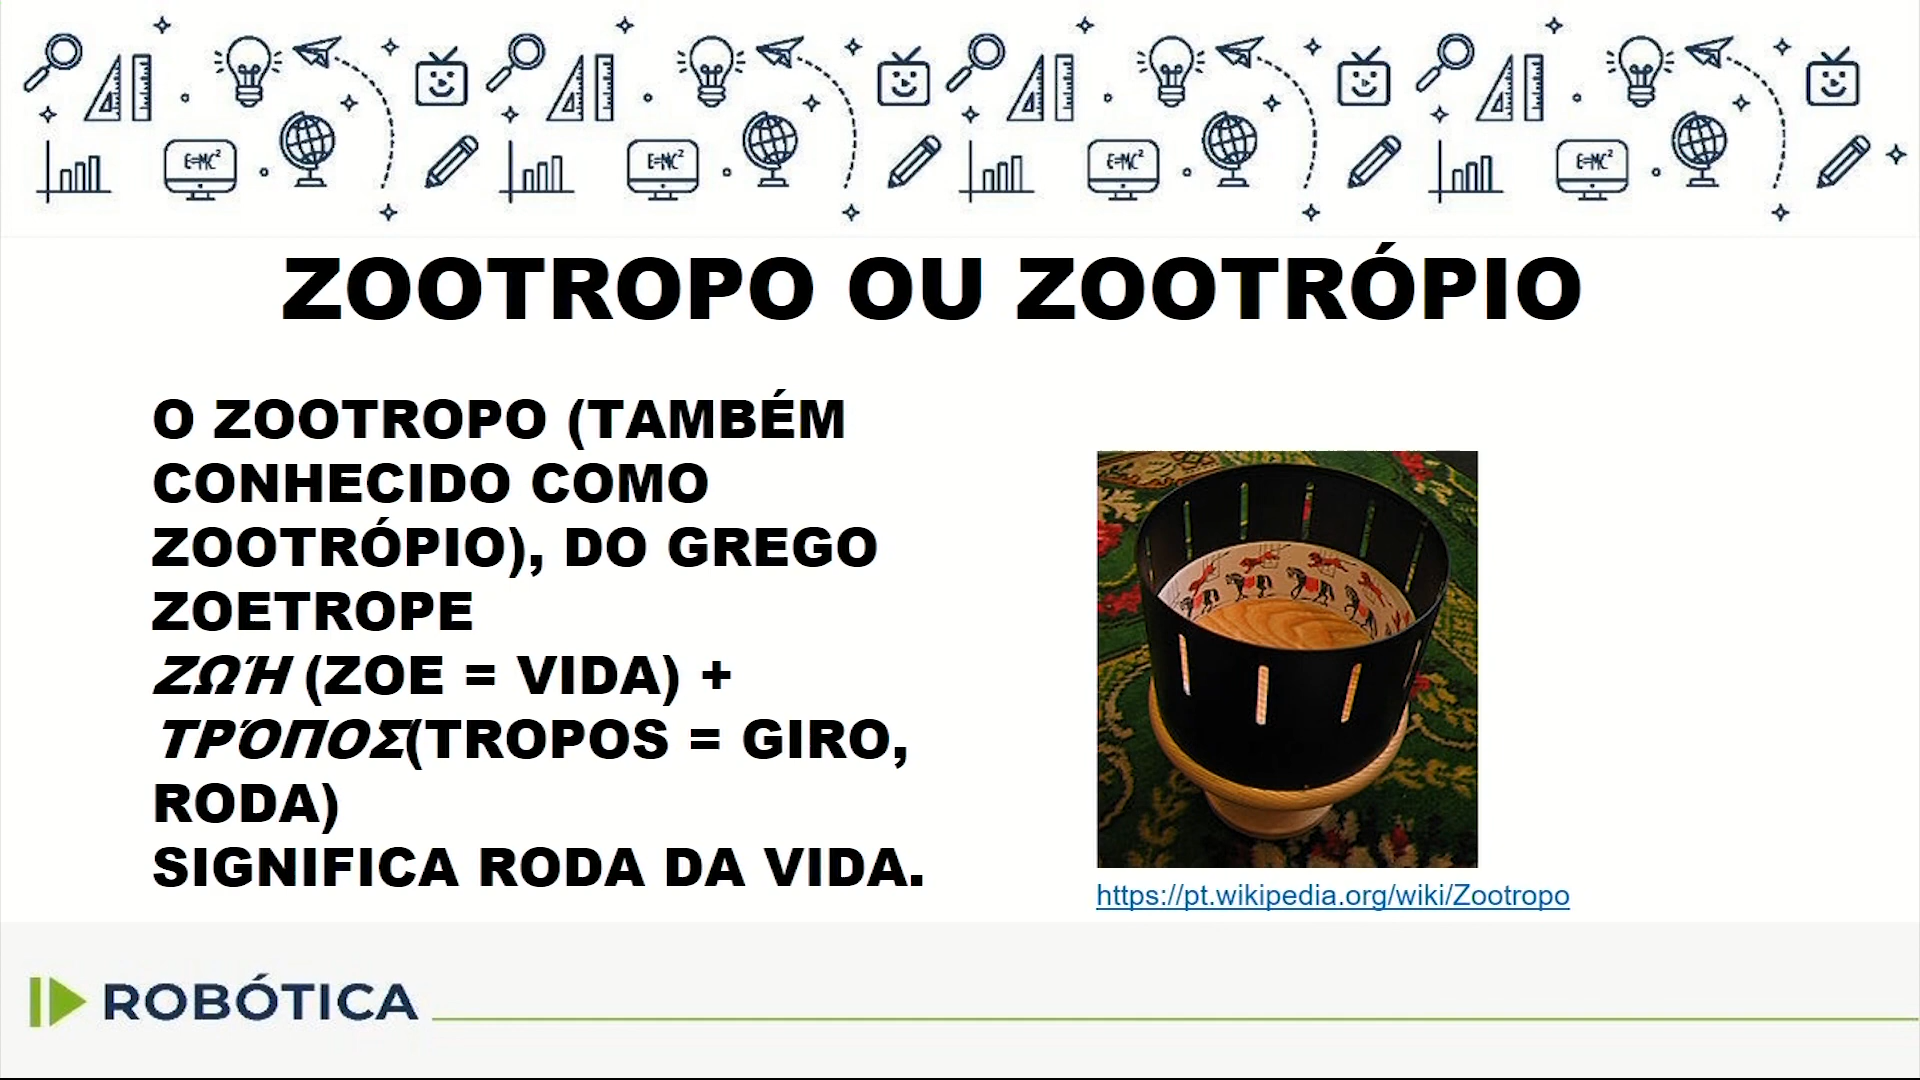 E=MC² E=MC² E=MC² E=MC²
ZOOTROPO OU ZOOTRÓPIO
O ZOOTROPO (TAMBÉM
CONHECIDO COMO
ZOOTRÓPIO), DO GREGO
ZOETROPE
ΖΩΉ (ZOE = VIDA) +
ΤΡΌΠΟΣ(TROPOS = GIRO,
RODA)
SIGNIFICA RODA DA VIDA.
https://pt.wikipedia.org/wiki/Zootropo
ROBÓTICA